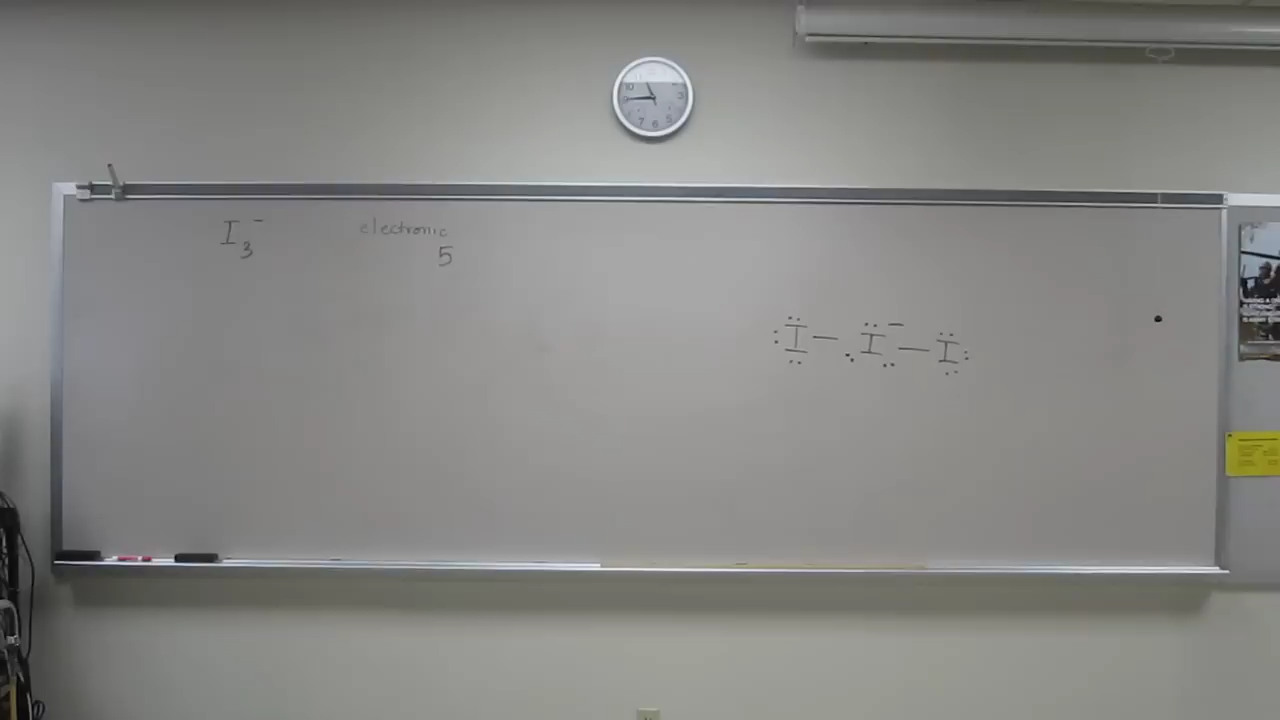 I₃⁻ electronic
5
I — I⁻ — I